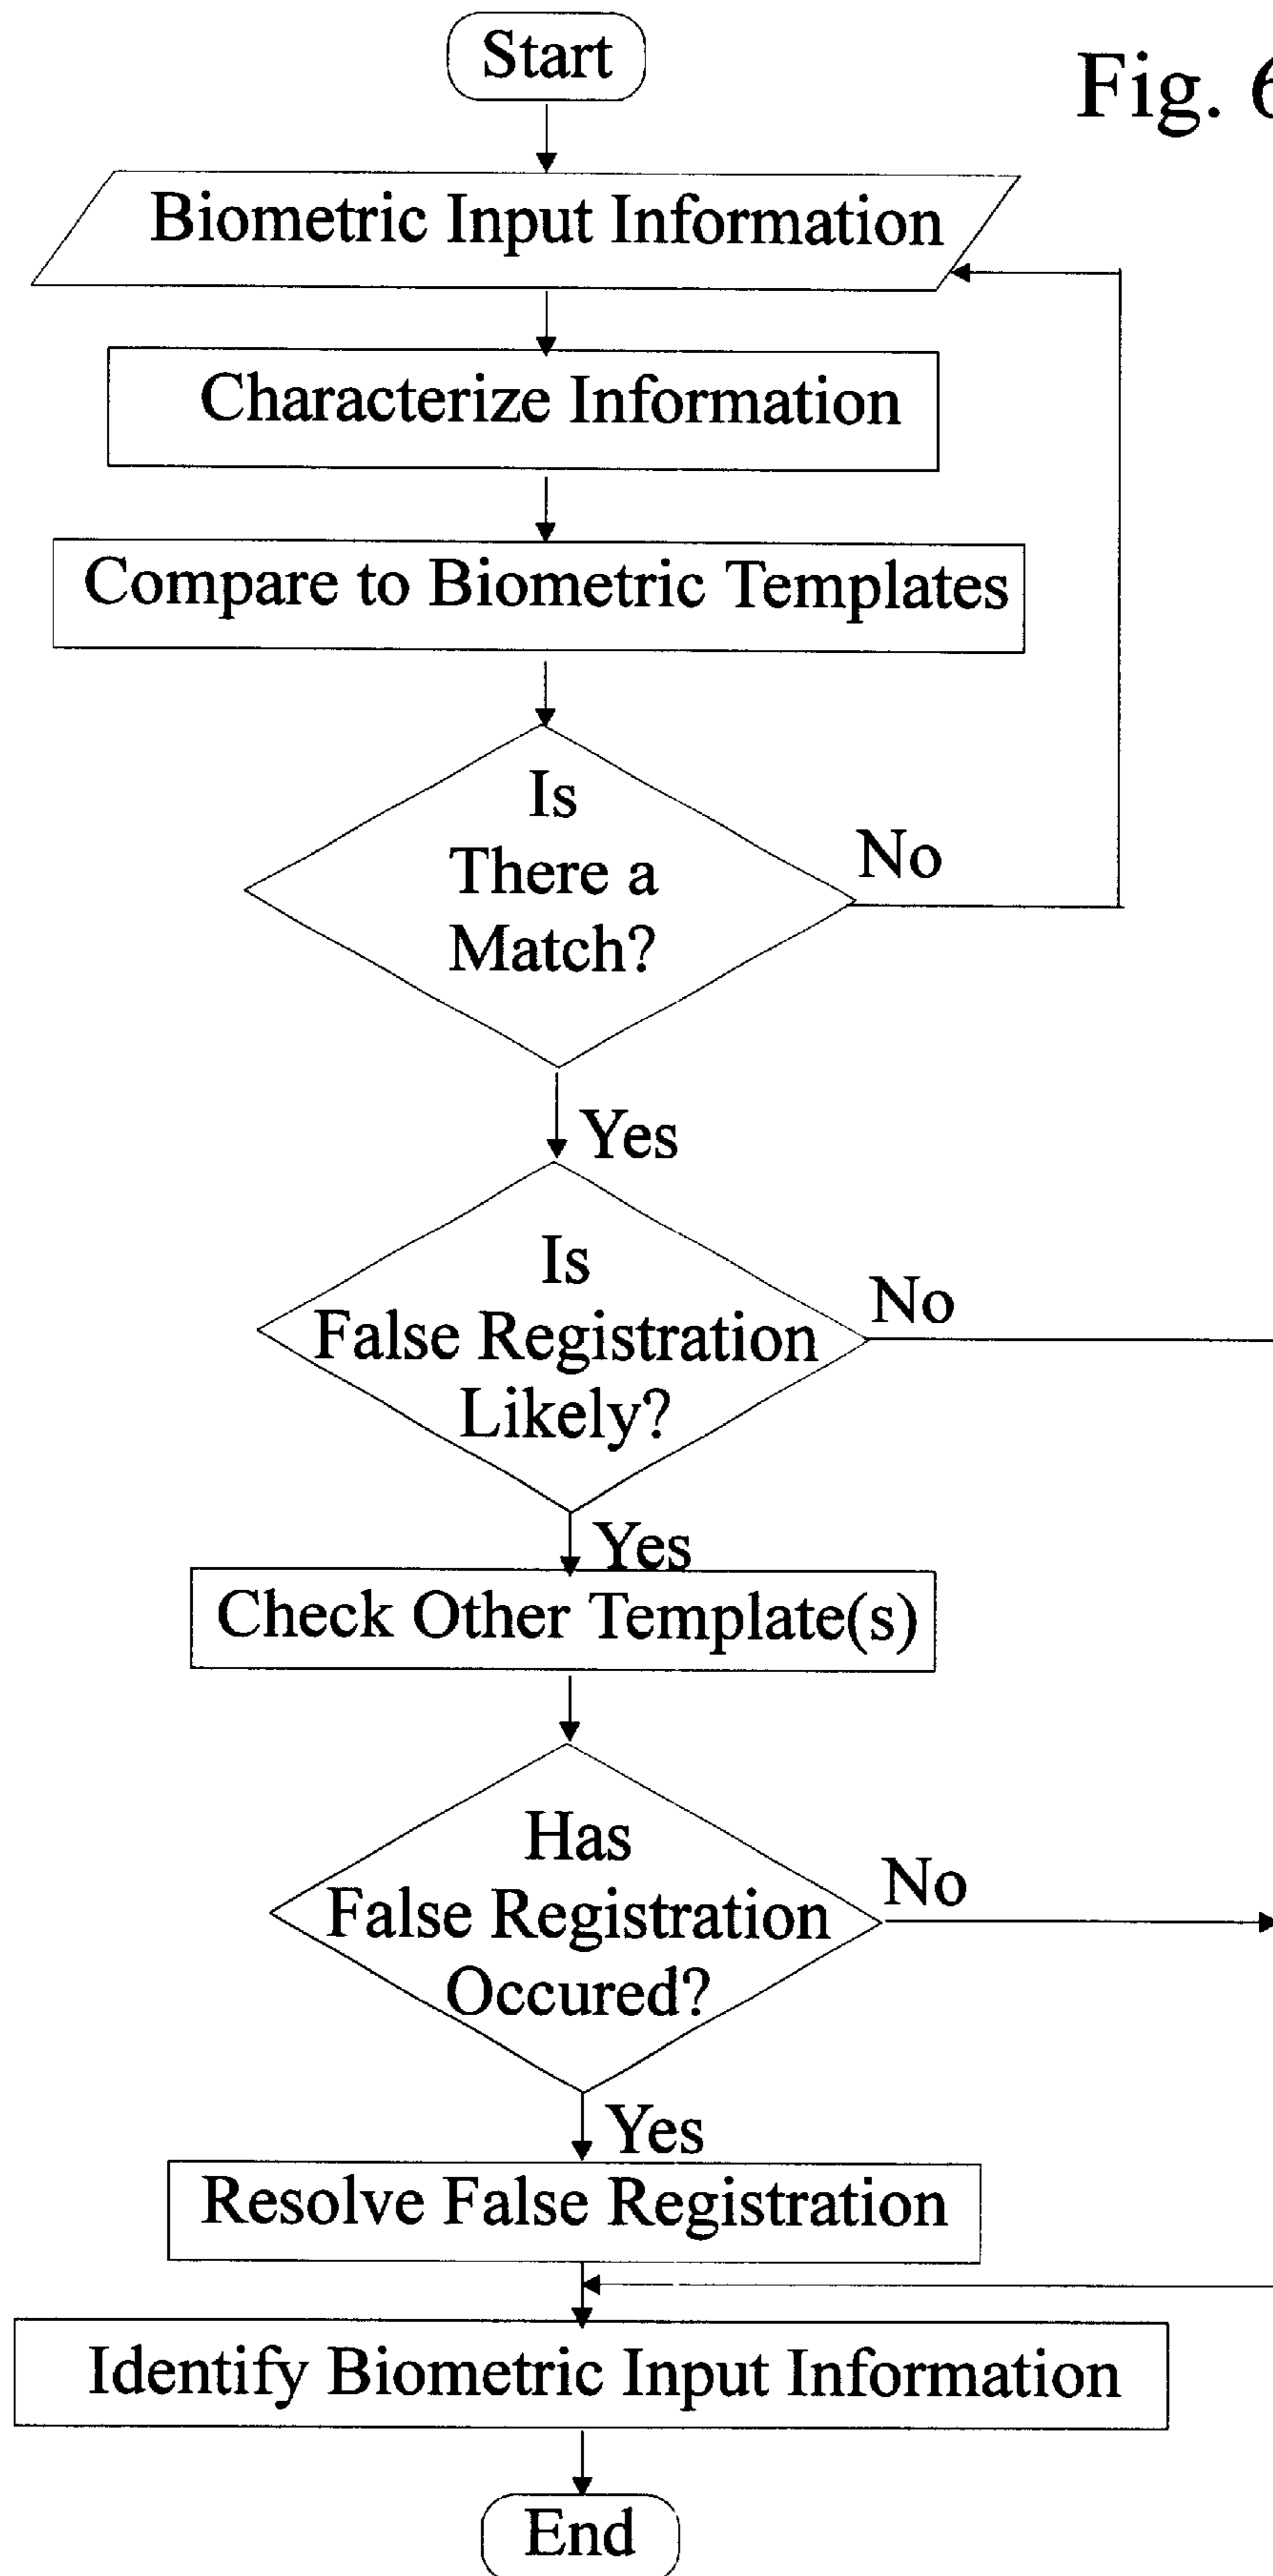 Start
Fig. 6
Biometric Input Information
Characterize Information
Compare to Biometric Templates
Is
There a
Match?
No
Yes
Is
False Registration
Likely?
No
Yes
Check Other Template(s)
Has
False Registration
Occured?
No
Yes
Resolve False Registration
Identify Biometric Input Information
End